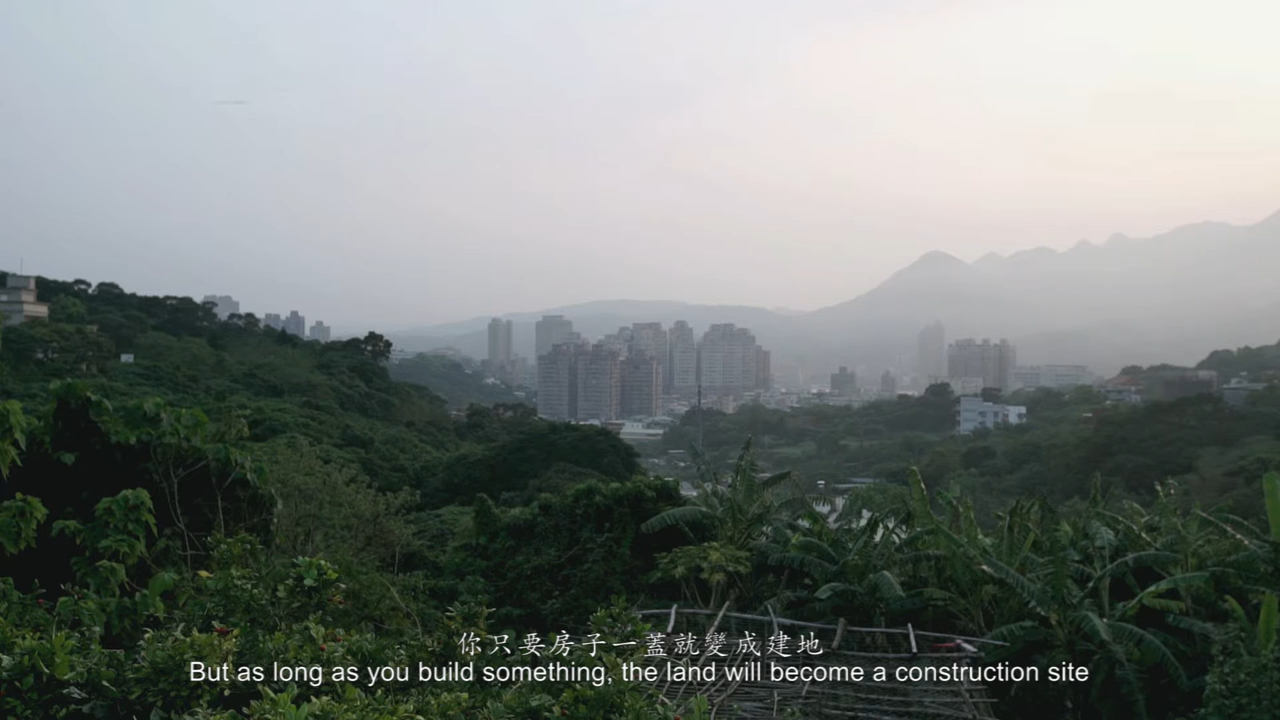 你只要房子一蓋就變成建地
But as long as you build something, the land will become a construction site